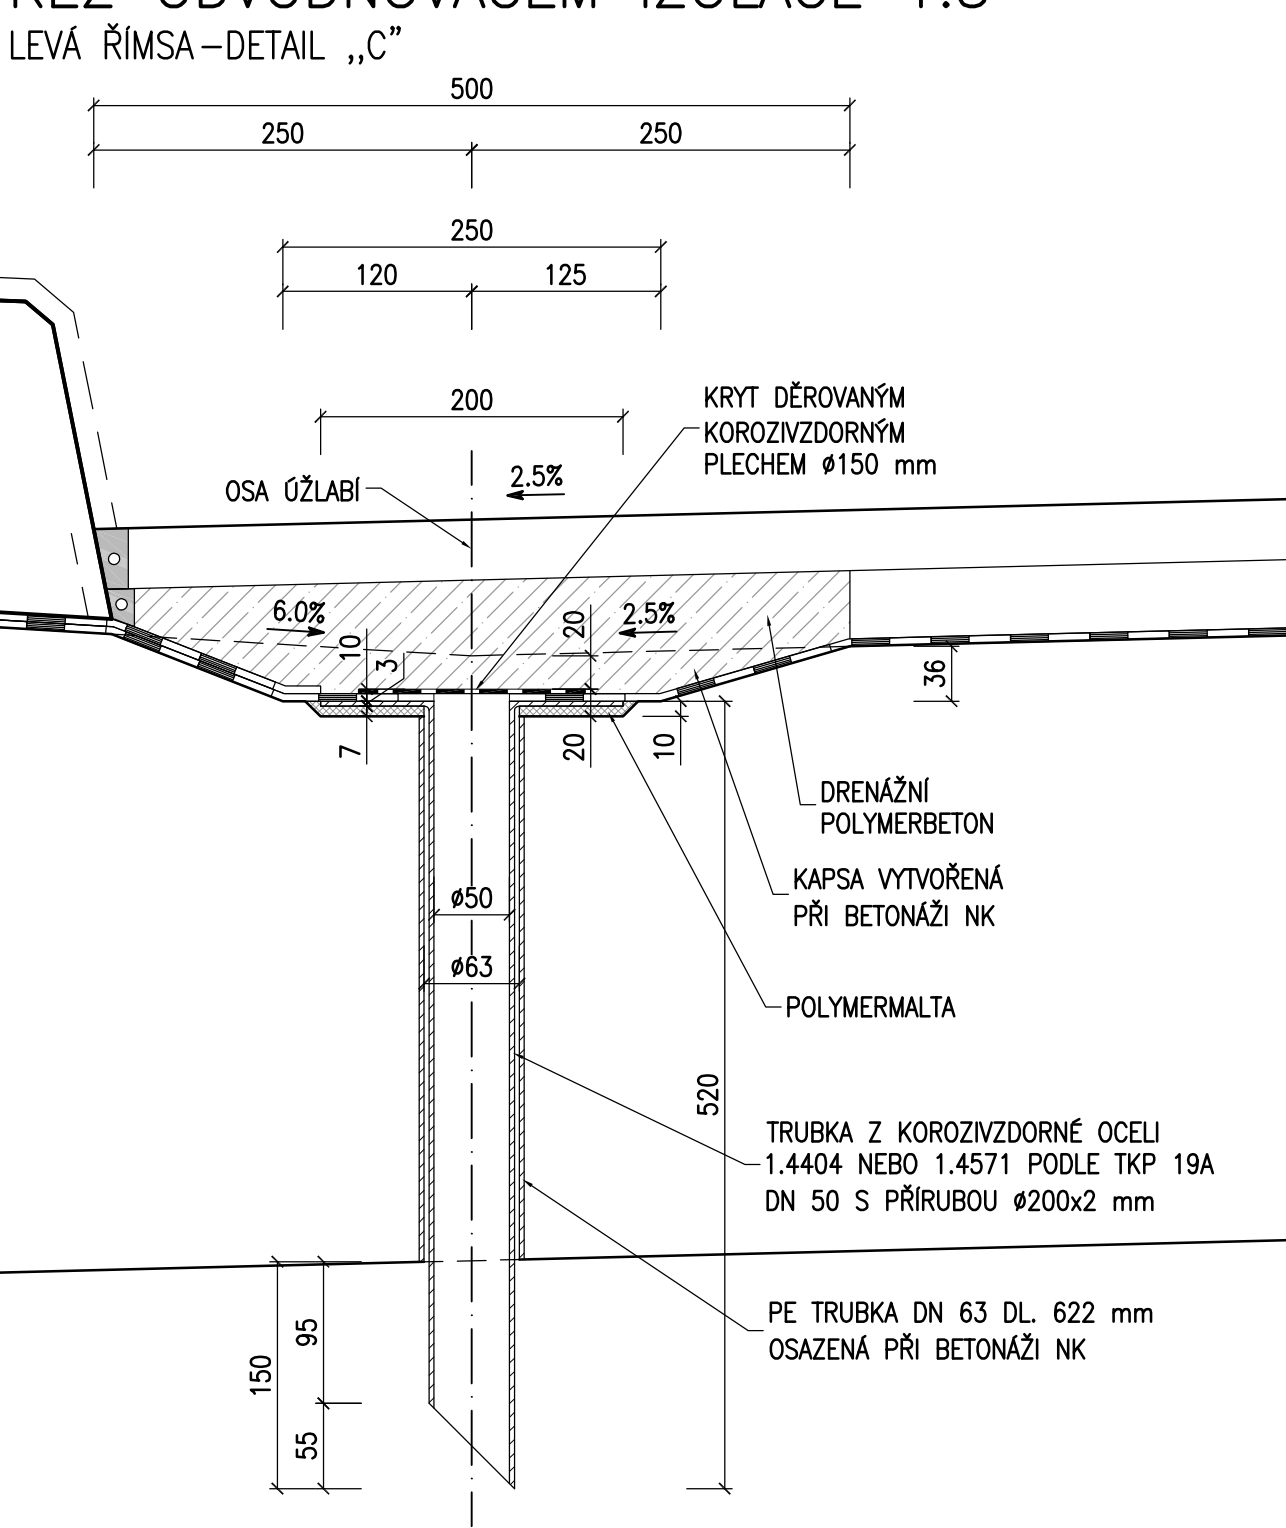 ŘEZ ODVODŇOVAČEM IZOLACE
LEVÁ ŘÍMSA–DETAIL ,,C”
500
250 250
250
120 125
200
KRYT DĚROVANÝM
KOROZIVZDORNÝM
PLECHEM ø150 mm
OSA ÚŽLABÍ
2.5%
6.0%
2.5%
10
3
20
36
7
20
10
DRENÁŽNÍ
POLYMERBETON
KAPSA VYTVOŘENÁ
PŘI BETONÁŽI NK
ø50
ø63
POLYMERMALTA
520
TRUBKA Z KOROZIVZDORNÉ OCELI
1.4404 NEBO 1.4571 PODLE TKP 19A
DN 50 S PŘÍRUBOU ø200x2 mm
PE TRUBKA DN 63 DL. 622 mm
OSAZENÁ PŘI BETONÁŽI NK
95
150
55